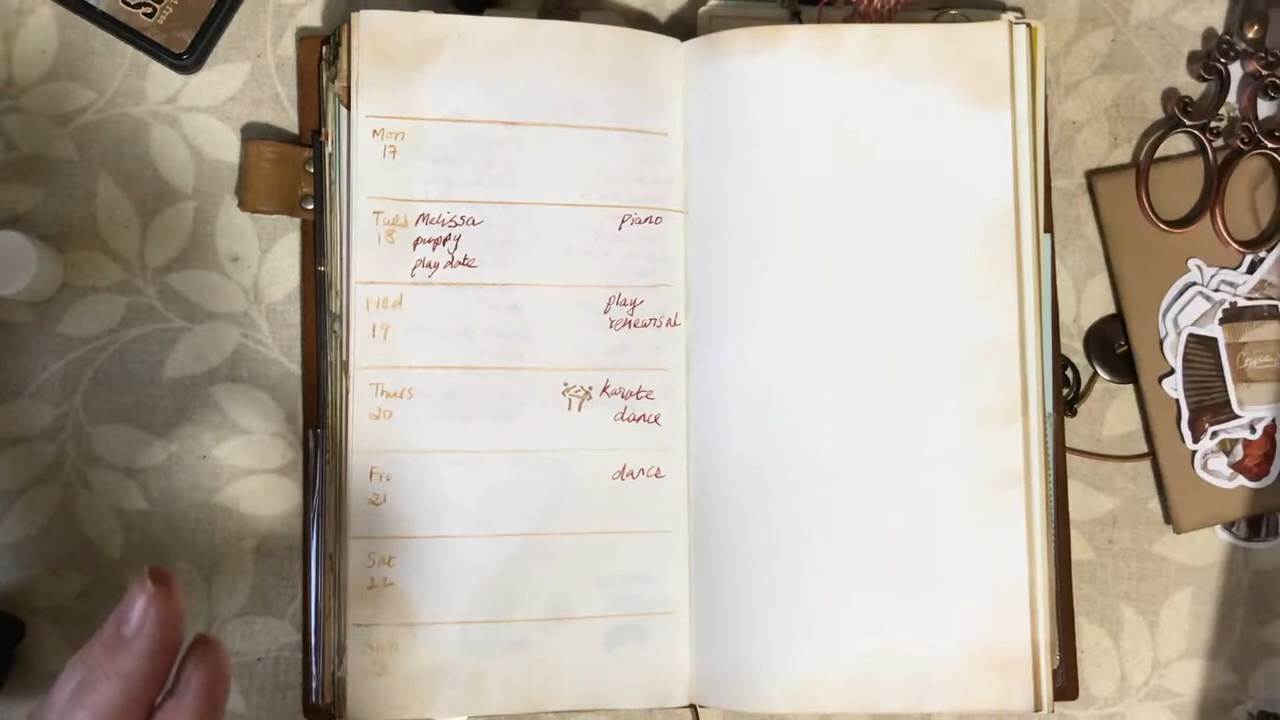 Mon
17
Tues Melissa piano
18 puppy
play date
Wed play
19 rehearsal
Thurs Karate
20 dance
Fri dance
21
Sat
22
Coffee